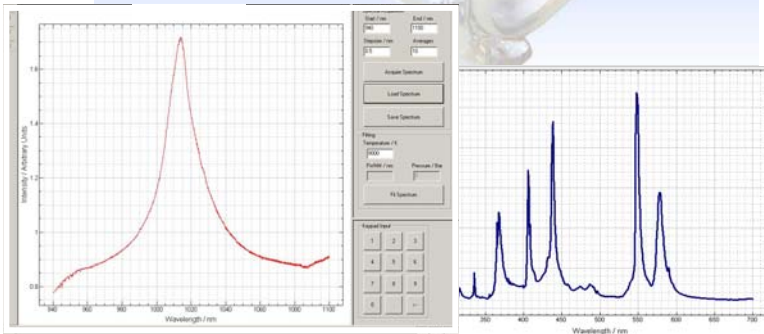 Start / nm
End / nm
940
1100
Stepsize / nm
Averages
0.5
10
Acquire Spectrum
Load Spectrum
Save Spectrum
Fitting
Temperature / K
6000
FWHM / nm
Pressure / Bar
Fit Spectrum
Keypad Input
1 2 3
4 5 6
7 8 9
0
Intensity / Arbitrary Units
1.6
1.4
1.2
1
0.8
940 960 980 1000 1020 1040 1060 1080 1100
Wavelength / nm
350 400 450 500 550 600 650 700
Wavelength / nm